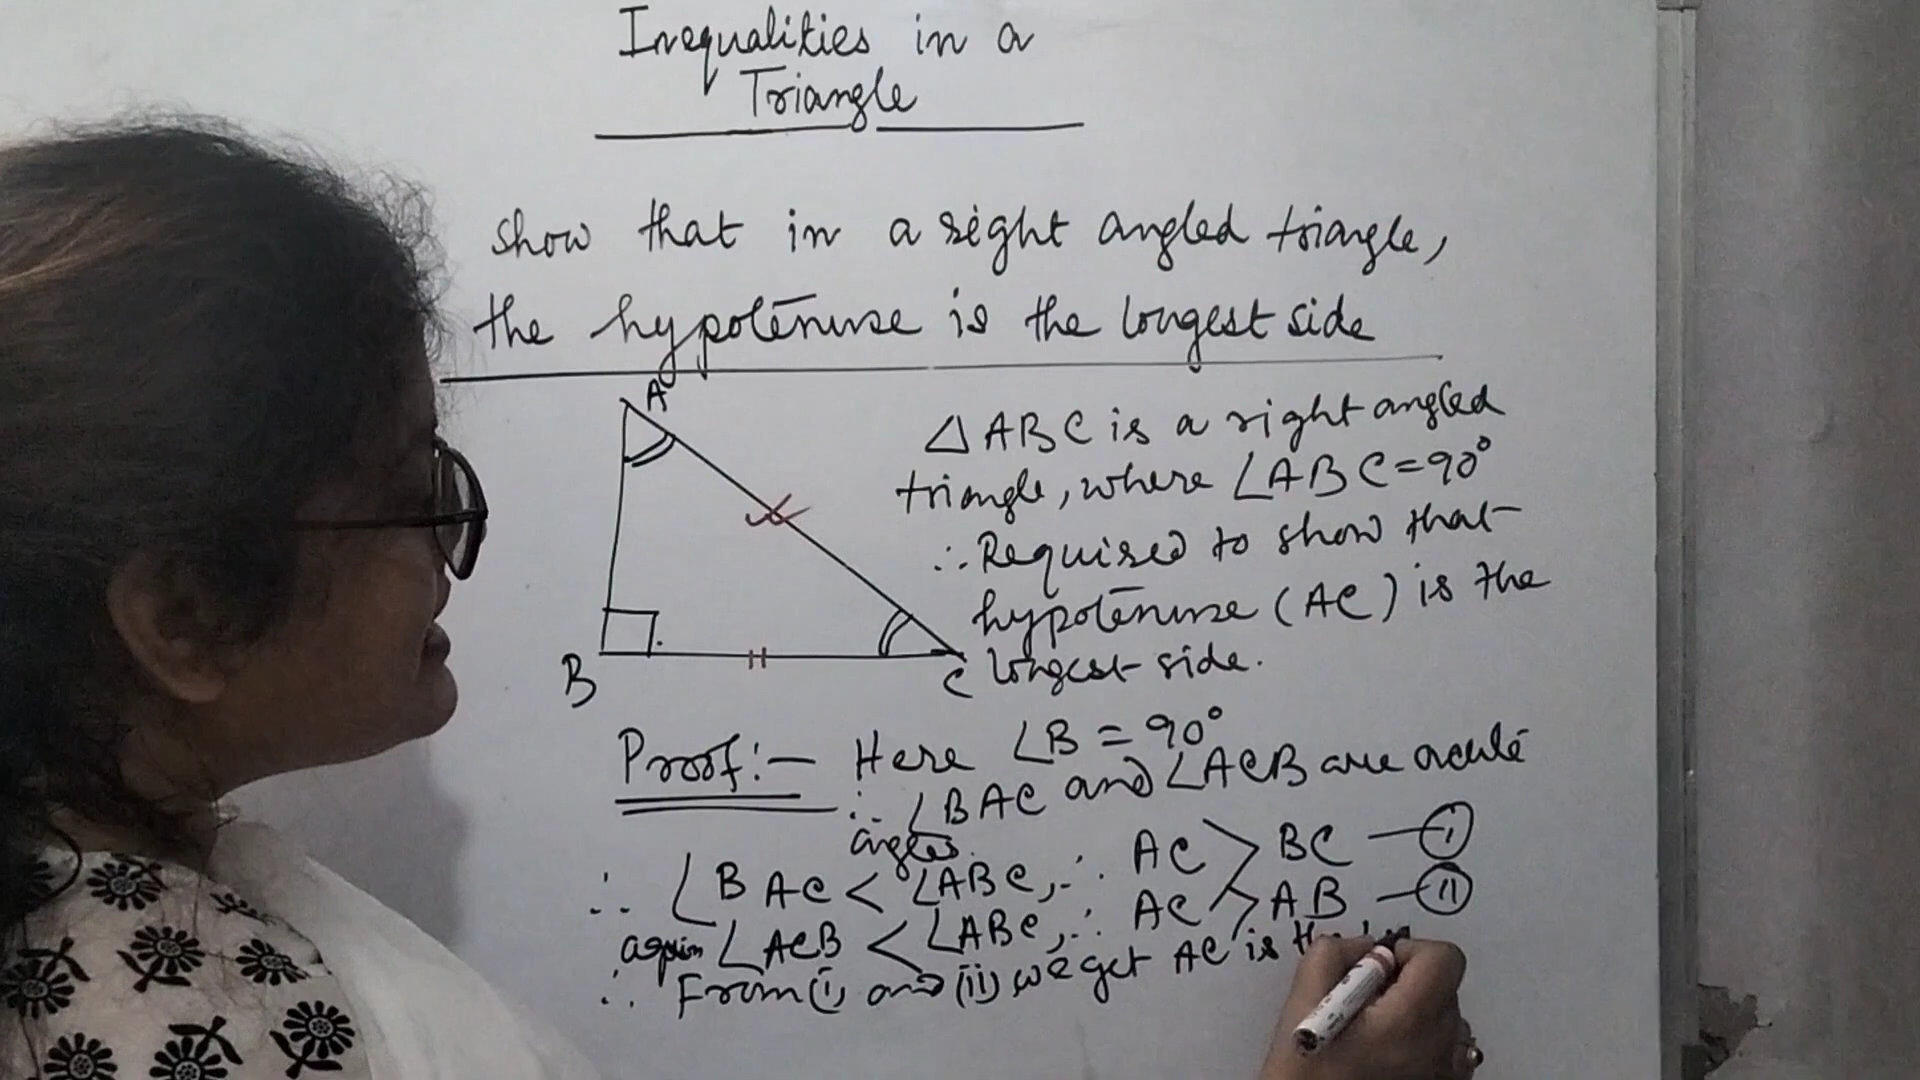 Inequalities in a
Triangle
Show that in a right angled triangle,
the hypotenuse is the longest side
A
B
C
△ABC is a right angled
triangle, where ∠ABC=90°
∴ Required to show that
hypotenuse (AC) is the
longest side.
Proof:- Here ∠B = 90°
∴ ∠BAC and ∠ACB are acute
angles.
∴ ∠BAC < ∠ABC, ∴ AC > BC — (i)
again ∠ACB < ∠ABC, ∴ AC > AB — (ii)
∴ From (i) and (ii) we get AC is the